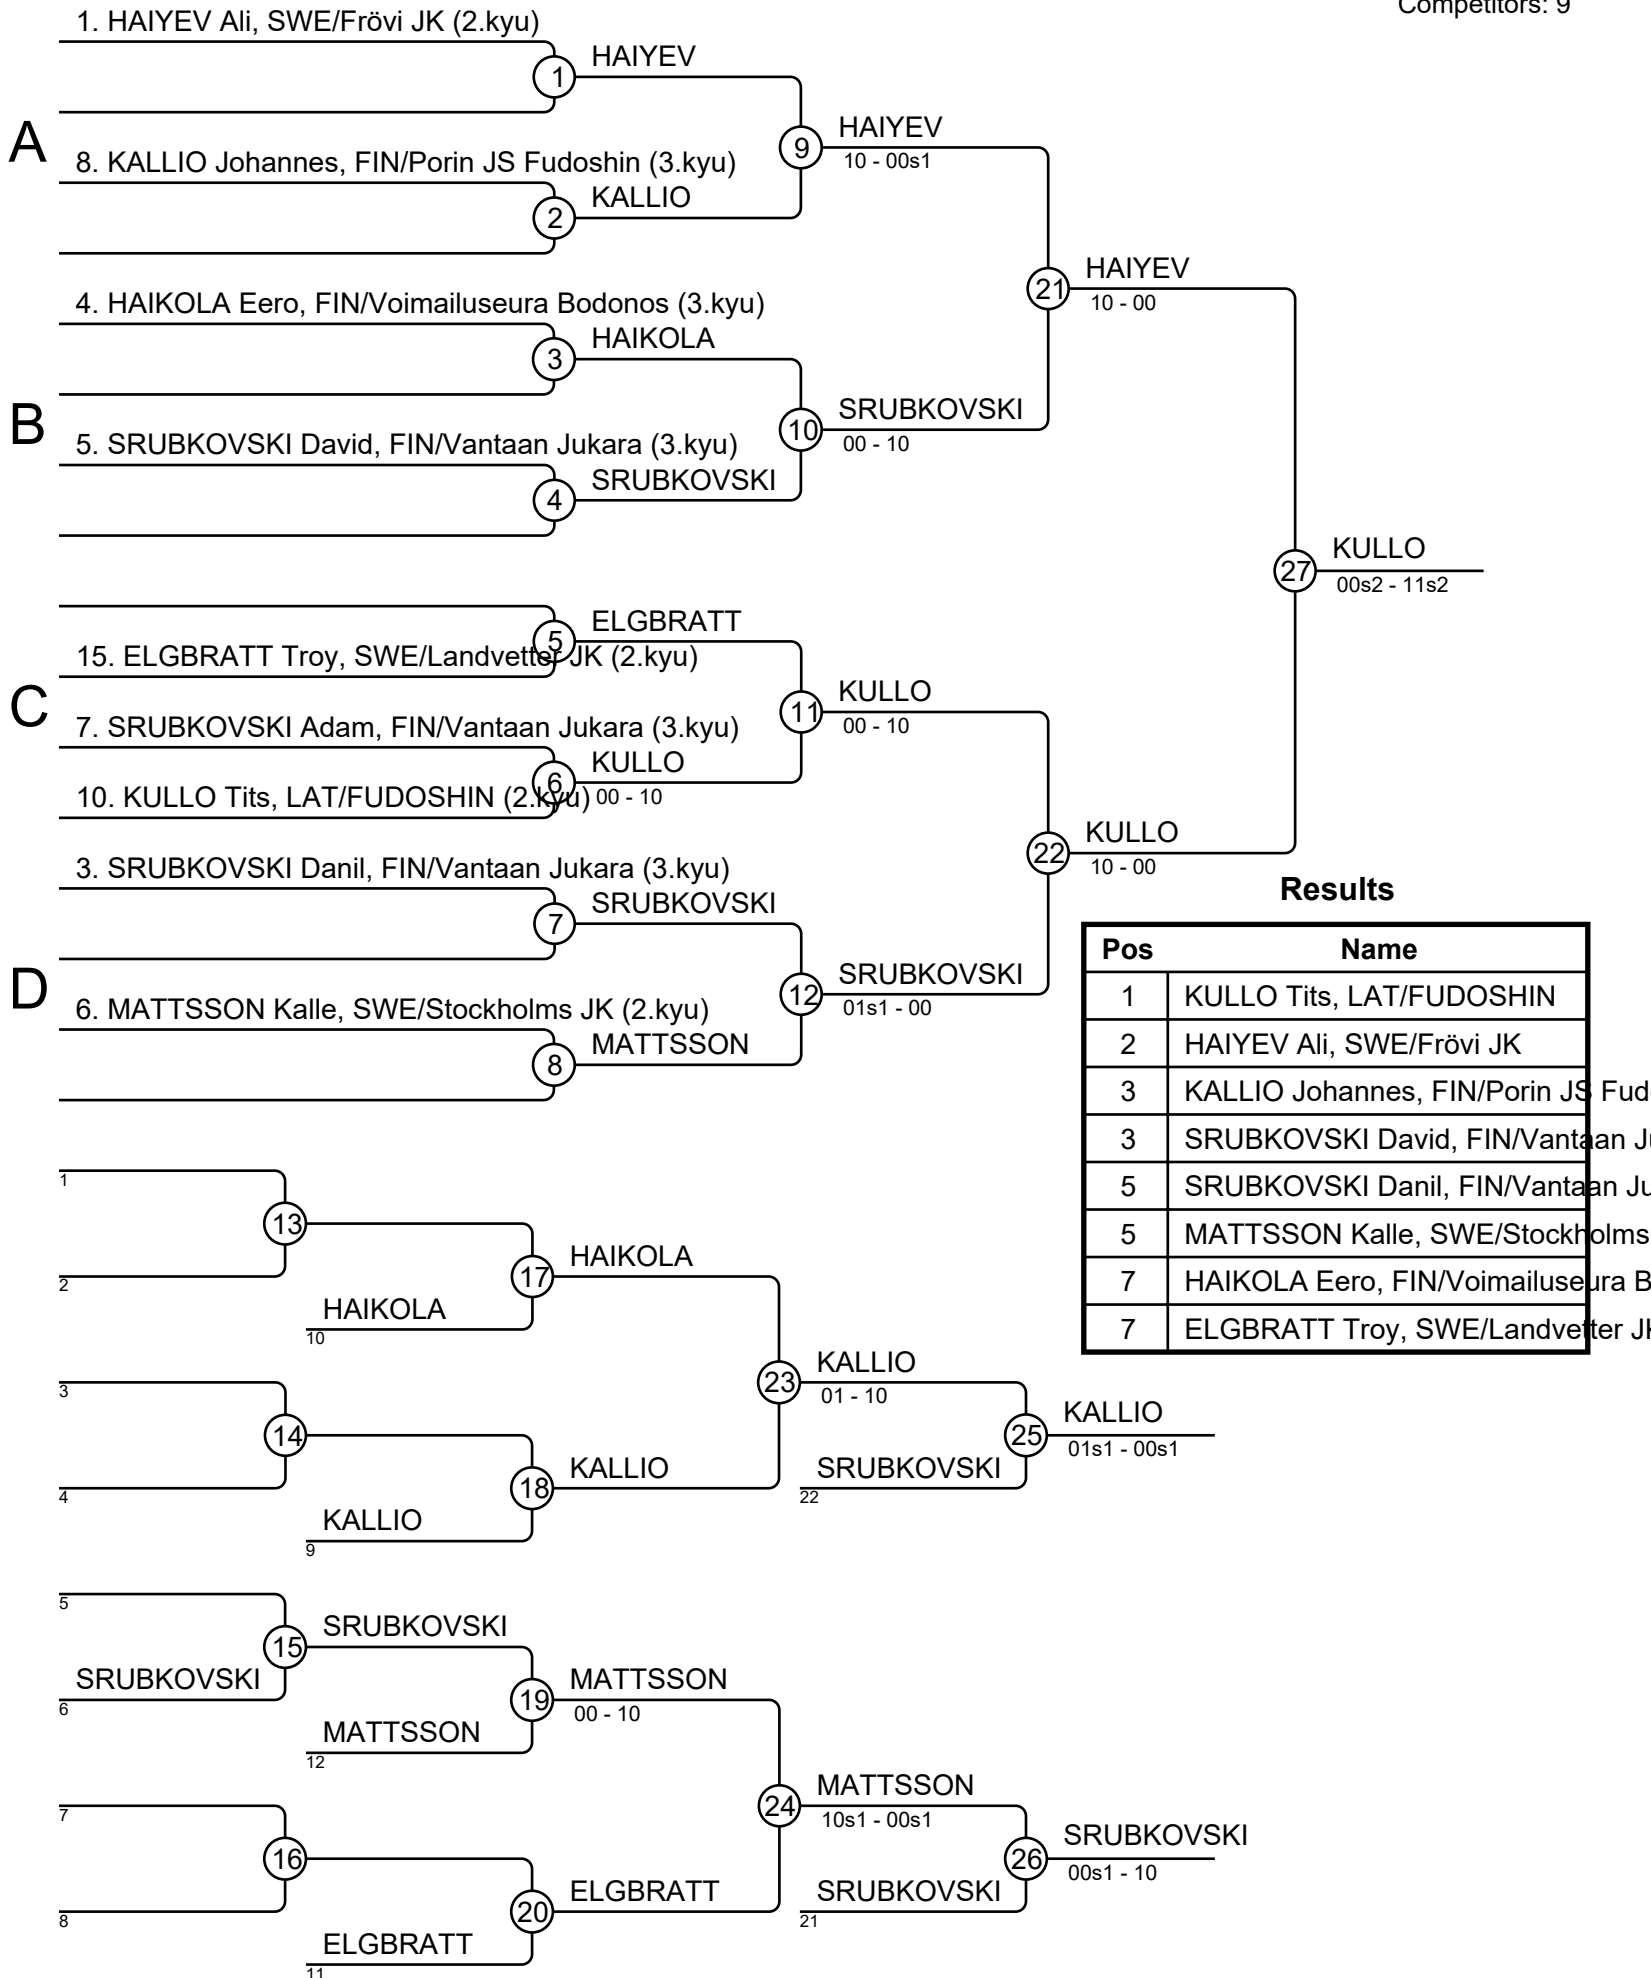 Competitors: 9
1. HAIYEV Ali, SWE/Frövi JK (2.kyu)
1
HAIYEV
A
8. KALLIO Johannes, FIN/Porin JS Fudoshin (3.kyu)
2
KALLIO
9
HAIYEV
10 - 00s1
4. HAIKOLA Eero, FIN/Voimailuseura Bodonos (3.kyu)
3
HAIKOLA
B
5. SRUBKOVSKI David, FIN/Vantaan Jukara (3.kyu)
4
SRUBKOVSKI
10
SRUBKOVSKI
00 - 10
21
HAIYEV
10 - 00
5
ELGBRATT
15. ELGBRATT Troy, SWE/Landvetter JK (2.kyu)
C
7. SRUBKOVSKI Adam, FIN/Vantaan Jukara (3.kyu)
6
KULLO
10. KULLO Tits, LAT/FUDOSHIN (2.kyu)
00 - 10
11
KULLO
00 - 10
3. SRUBKOVSKI Danil, FIN/Vantaan Jukara (3.kyu)
7
SRUBKOVSKI
D
6. MATTSSON Kalle, SWE/Stockholms JK (2.kyu)
8
MATTSSON
12
SRUBKOVSKI
01s1 - 00
22
KULLO
10 - 00
27
KULLO
00s2 - 11s2
Results
Pos Name
1 KULLO Tits, LAT/FUDOSHIN
2 HAIYEV Ali, SWE/Frövi JK
3 KALLIO Johannes, FIN/Porin JS Fud
3 SRUBKOVSKI David, FIN/Vantaan Ju
5 SRUBKOVSKI Danil, FIN/Vantaan Ju
5 MATTSSON Kalle, SWE/Stockholms
7 HAIKOLA Eero, FIN/Voimailuseura B
7 ELGBRATT Troy, SWE/Landvetter JK
1
13
2
17
HAIKOLA
HAIKOLA
10
3
14
4
18
KALLIO
KALLIO
9
23
KALLIO
01 - 10
SRUBKOVSKI
22
25
KALLIO
01s1 - 00s1
5
15
SRUBKOVSKI
SRUBKOVSKI
6
19
MATTSSON
00 - 10
MATTSSON
12
7
16
8
20
ELGBRATT
ELGBRATT
11
24
MATTSSON
10s1 - 00s1
SRUBKOVSKI
21
26
SRUBKOVSKI
00s1 - 10